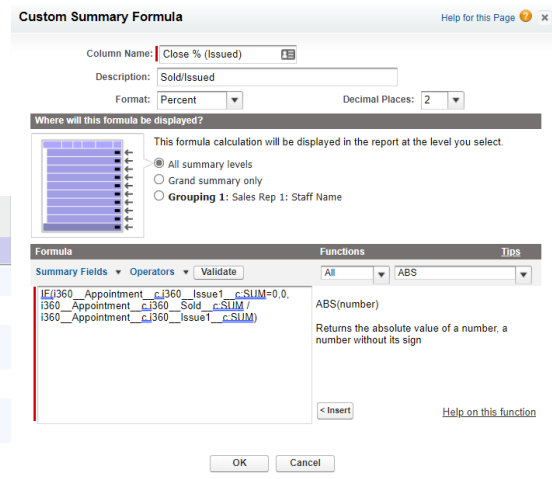 Custom Summary Formula
Help for this Page ?
x
Column Name: Close % (Issued)
Description: Sold/Issued
Format: Percent
Decimal Places: 2
Where will this formula be displayed?
This formula calculation will be displayed in the report at the level you select.
All summary levels
Grand summary only
Grouping 1: Sales Rep 1: Staff Name
Formula
Functions
Tips
Summary Fields
Operators
Validate
All
ABS
IF(i360__Appointment__c.i360__Issue1__c:SUM=0,0,
i360__Appointment__c.i360__Sold__c:SUM /
i360__Appointment__c.i360__Issue1__c:SUM)
ABS(number)
Returns the absolute value of a number, a
number without its sign
< Insert
Help on this function
OK
Cancel